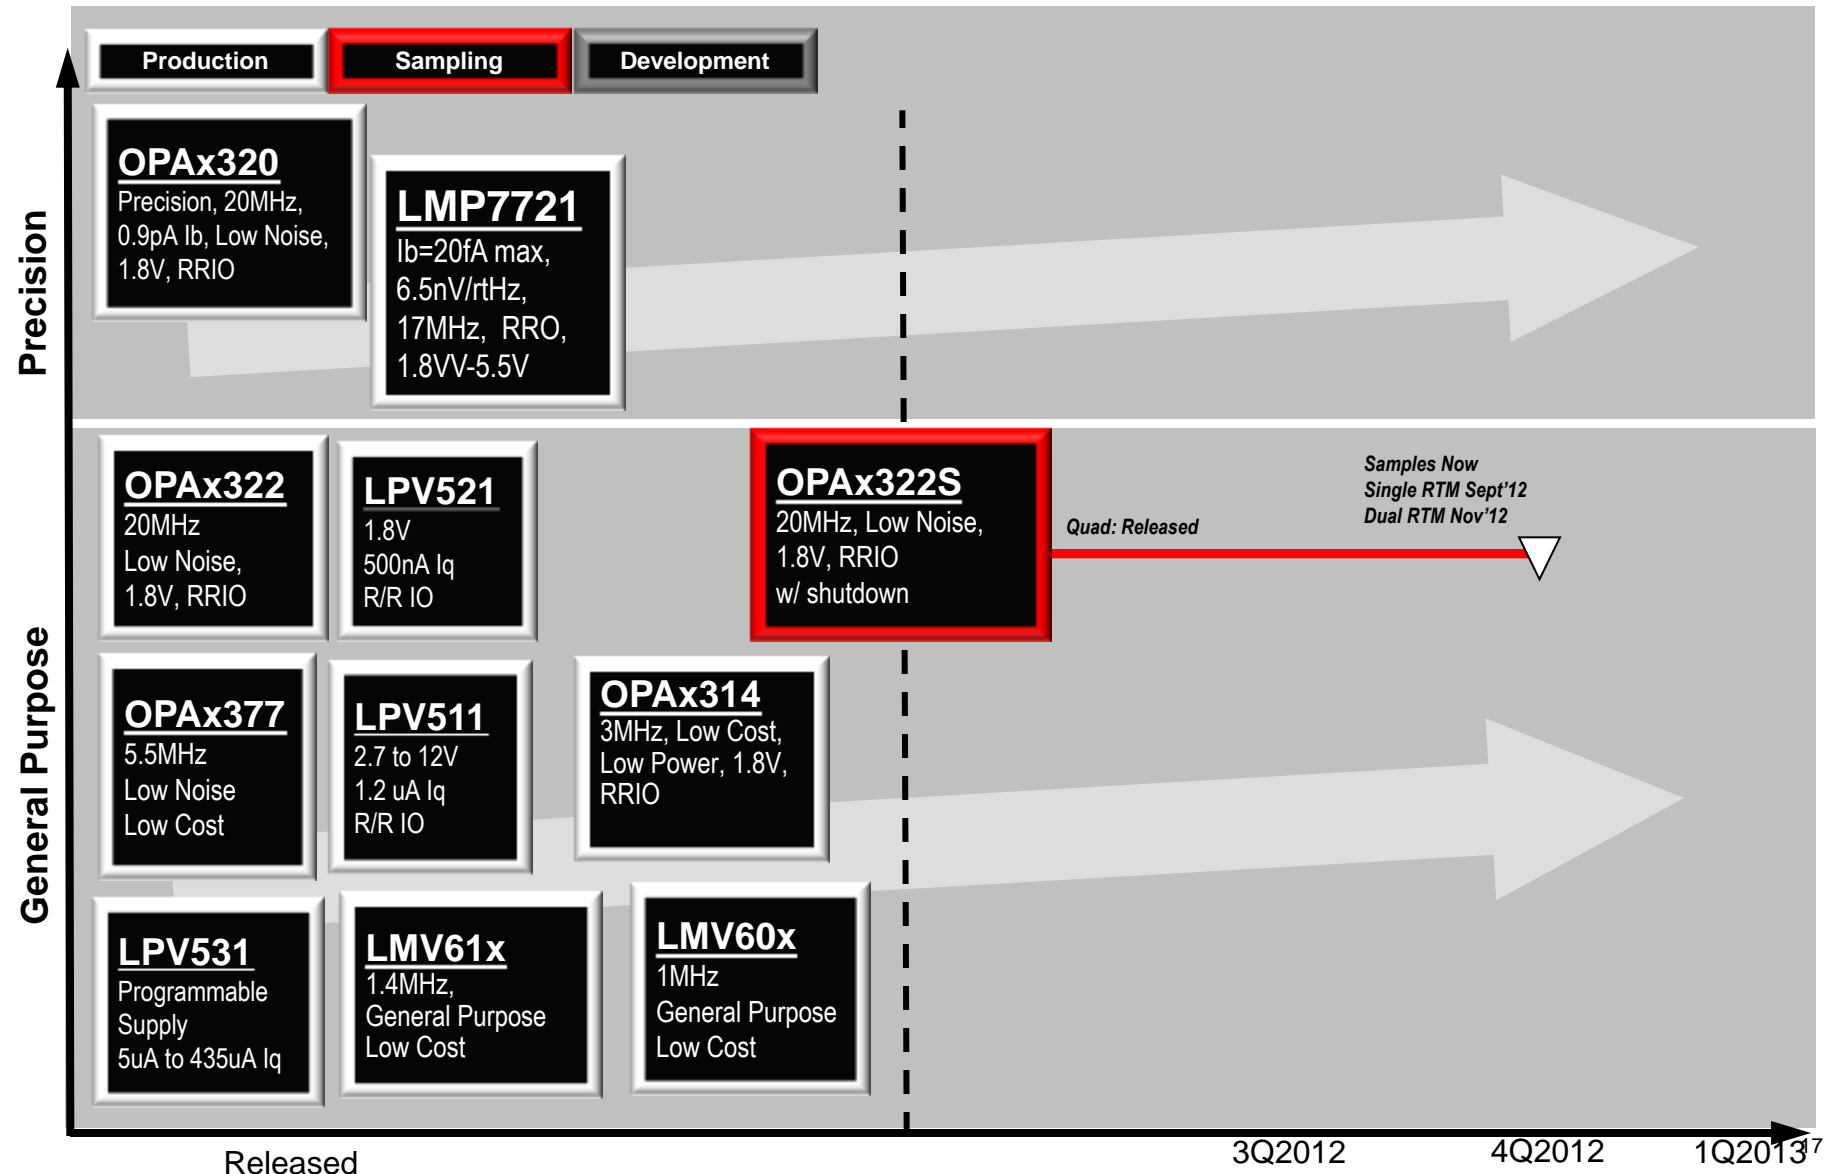 Production
Sampling
Development
Precision
OPAx320
Precision, 20MHz,
0.9pA Ib, Low Noise,
1.8V, RRIO
LMP7721
Ib=20fA max,
6.5nV/rtHz,
17MHz, RRO,
1.8VV-5.5V
General Purpose
OPAx322
20MHz
Low Noise,
1.8V, RRIO
LPV521
1.8V
500nA Iq
R/R IO
OPAx322S
20MHz, Low Noise,
1.8V, RRIO
w/ shutdown
Quad: Released
Samples Now
Single RTM Sept'12
Dual RTM Nov'12
OPAx377
5.5MHz
Low Noise
Low Cost
LPV511
2.7 to 12V
1.2 uA Iq
R/R IO
OPAx314
3MHz, Low Cost,
Low Power, 1.8V,
RRIO
LPV531
Programmable
Supply
5uA to 435uA Iq
LMV61x
1.4MHz,
General Purpose
Low Cost
LMV60x
1MHz
General Purpose
Low Cost
Released
3Q2012
4Q2012
1Q2013
17